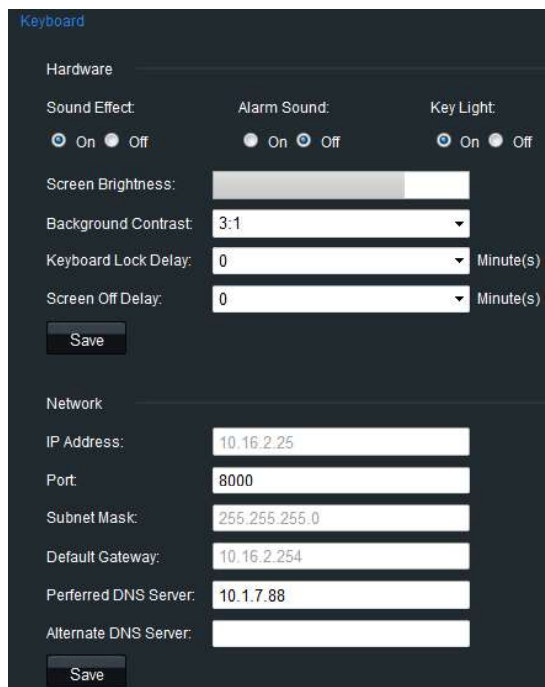 Keyboard
Hardware
Sound Effect: Alarm Sound: Key Light:
On Off On Off On Off
Screen Brightness:
Background Contrast: 3:1
Keyboard Lock Delay: 0 Minute(s)
Screen Off Delay: 0 Minute(s)
Save
Network
IP Address: 10.16.2.25
Port: 8000
Subnet Mask: 255.255.255.0
Default Gateway: 10.16.2.254
Perferred DNS Server: 10.1.7.88
Alternate DNS Server:
Save